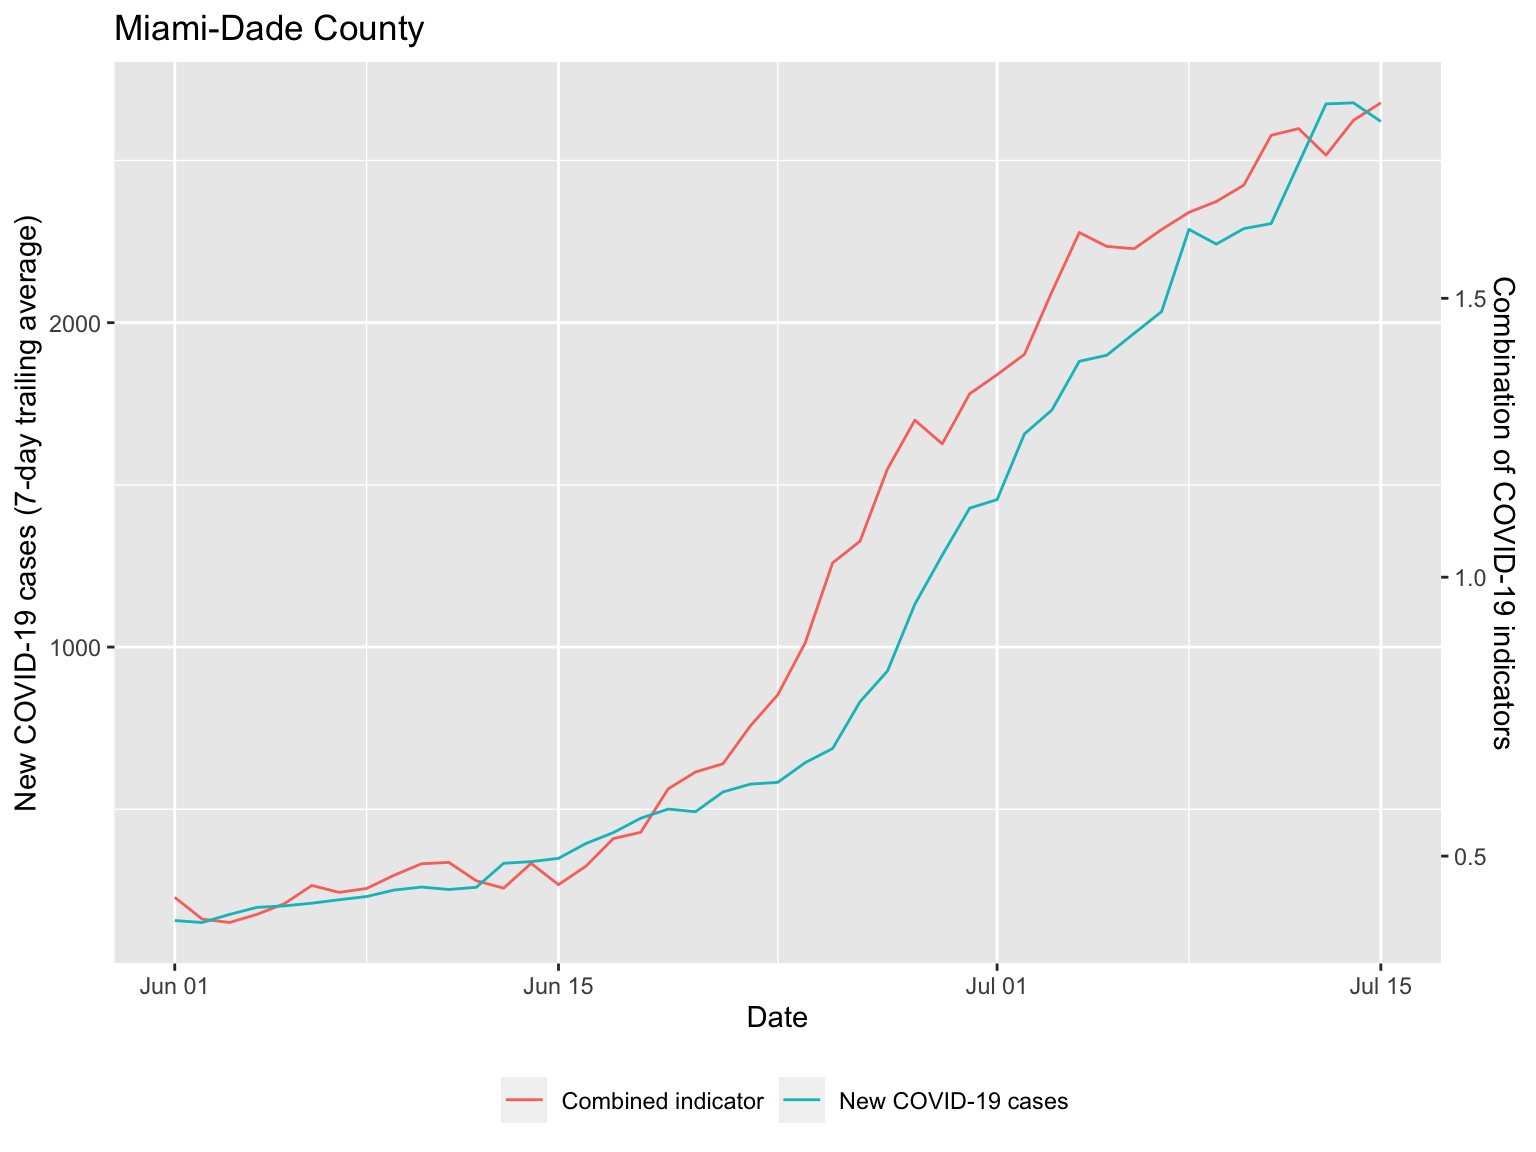 Miami-Dade County
New COVID-19 cases (7-day trailing average)
2000
1000
1.5
1.0
0.5
Combination of COVID-19 indicators
Jun 01 Jun 15 Jul 01 Jul 15
Date
Combined indicator New COVID-19 cases